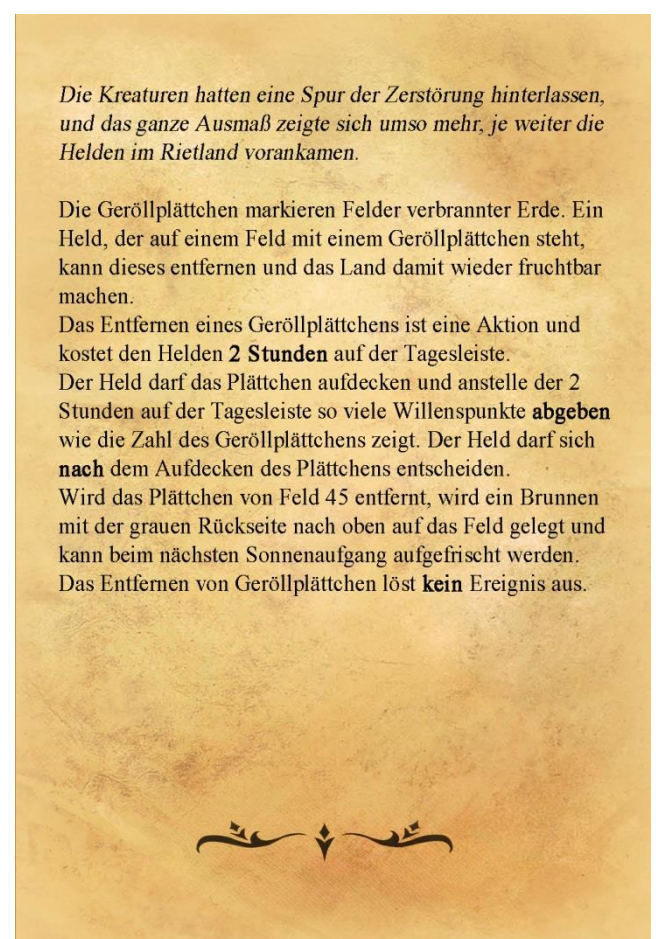 Die Kreaturen hatten eine Spur der Zerstörung hinterlassen,
und das ganze Ausmaß zeigte sich umso mehr, je weiter die
Helden im Rietland vorankamen.
Die Geröllplättchen markieren Felder verbrannter Erde. Ein
Held, der auf einem Feld mit einem Geröllplättchen steht,
kann dieses entfernen und das Land damit wieder fruchtbar
machen.
Das Entfernen eines Geröllplättchens ist eine Aktion und
kostet den Helden 2 Stunden auf der Tagesleiste.
Der Held darf das Plättchen aufdecken und anstelle der 2
Stunden auf der Tagesleiste so viele Willenspunkte abgeben
wie die Zahl des Geröllplättchens zeigt. Der Held darf sich
nach dem Aufdecken des Plättchens entscheiden.
Wird das Plättchen von Feld 45 entfernt, wird ein Brunnen
mit der grauen Rückseite nach oben auf das Feld gelegt und
kann beim nächsten Sonnenaufgang aufgefrischt werden.
Das Entfernen von Geröllplättchen löst kein Ereignis aus.